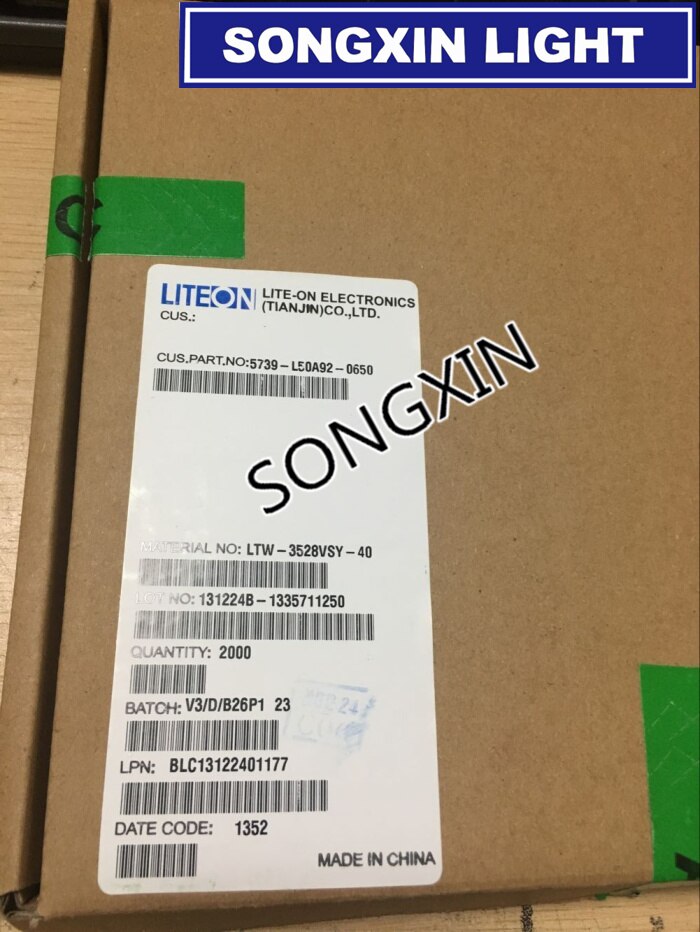 SONGXIN LIGHT
C
LITEON LITE-ON ELECTRONICS
(TIANJIN)CO.,LTD.
CUS.:
CUS.PART.NO:5739-L50A92-0650
SONGXIN
MATERIAL NO: LTW-3528VSY-40
LOT NO: 131224B-1335711250
QUANTITY: 2000
BATCH: V3/D/B26P1 23
24
LPN: BLC13122401177
DATE CODE: 1352
MADE IN CHINA